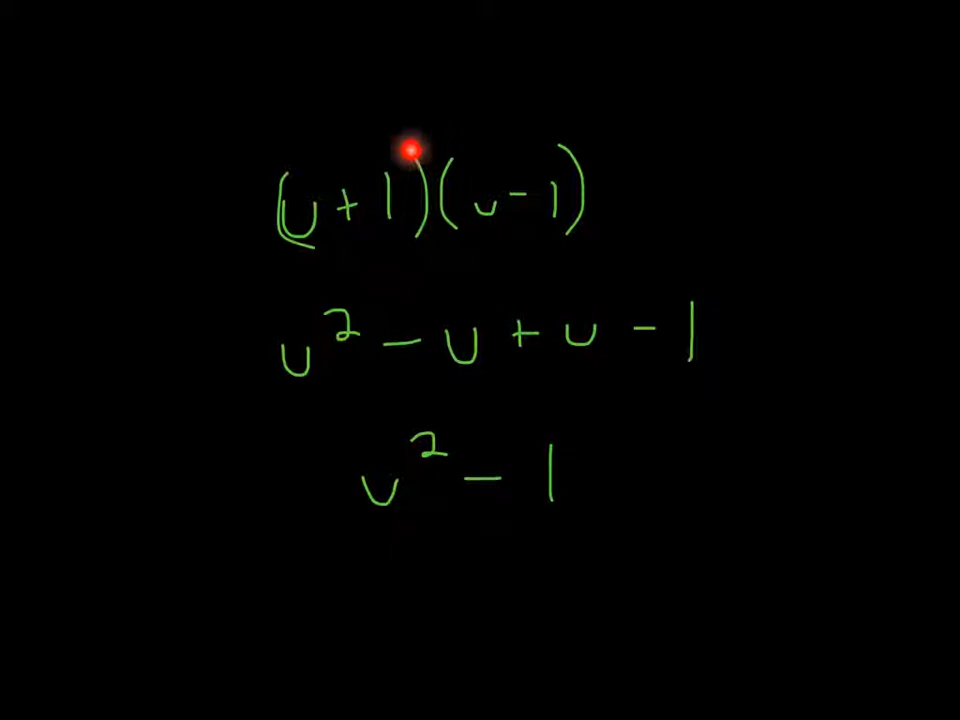 (u + 1)(u - 1)
u² - u + u - 1
u² - 1